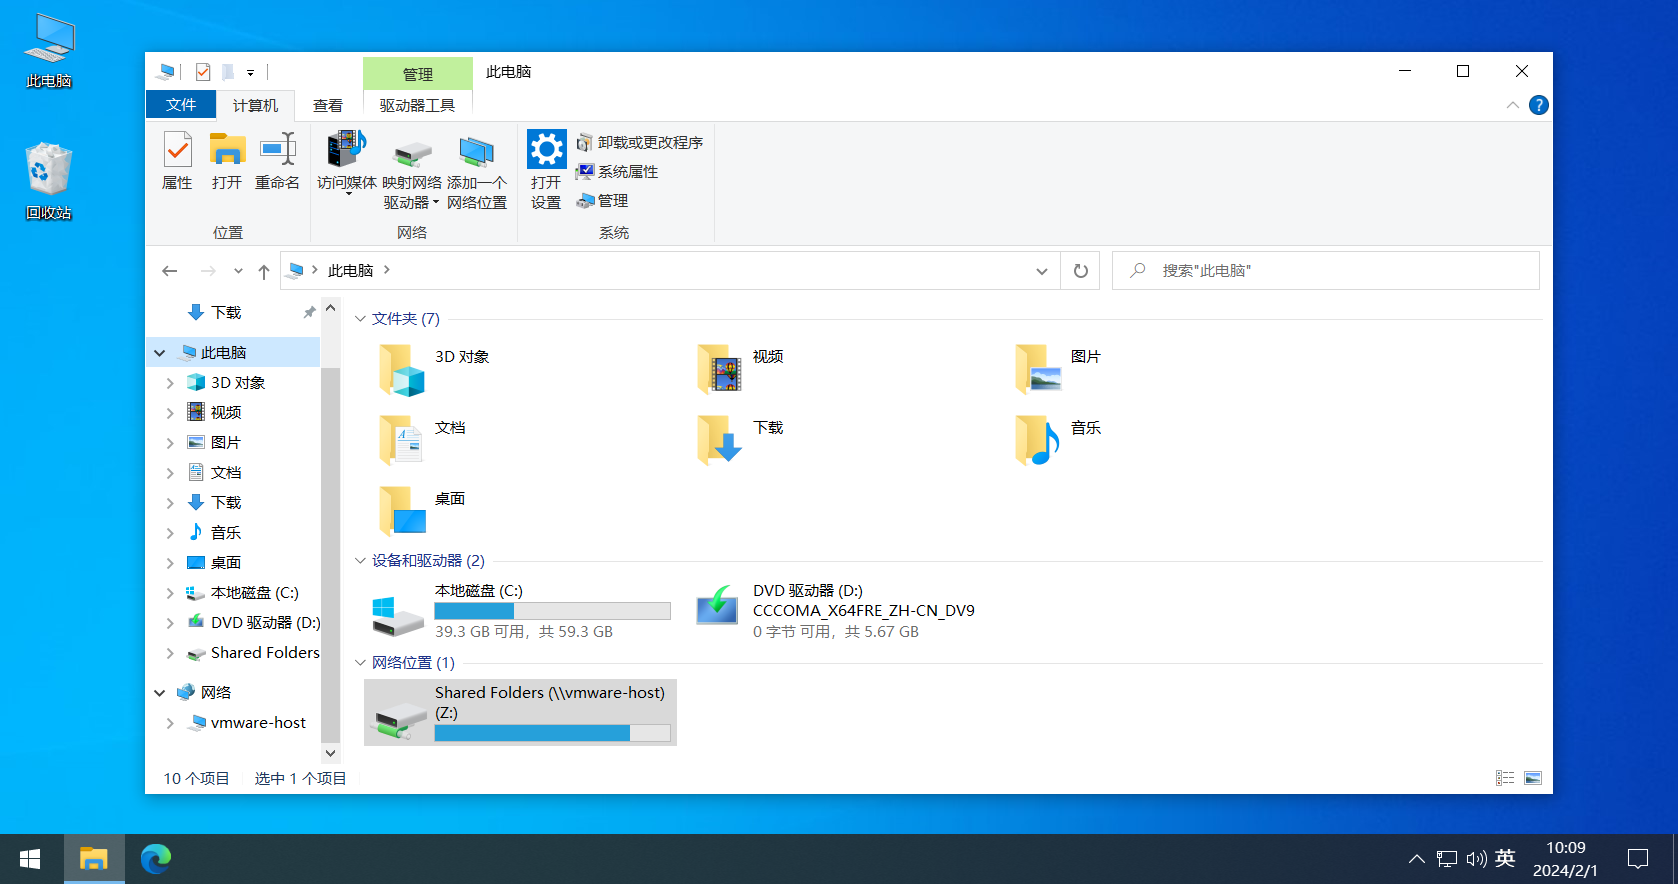 此电脑
回收站
管理
此电脑
文件
计算机
查看
驱动器工具
属性
打开
重命名
访问媒体
映射网络
驱动器
添加一个
网络位置
打开
设置
卸载或更改程序
系统属性
管理
位置
网络
系统
此电脑
搜索"此电脑"
下载
此电脑
3D 对象
视频
图片
文档
下载
音乐
桌面
本地磁盘 (C:)
DVD 驱动器 (D:)
Shared Folders
网络
vmware-host
文件夹 (7)
3D 对象
视频
图片
文档
下载
音乐
桌面
设备和驱动器 (2)
本地磁盘 (C:)
39.3 GB 可用，共 59.3 GB
DVD 驱动器 (D:)
CCCOMA_X64FRE_ZH-CN_DV9
0 字节 可用，共 5.67 GB
网络位置 (1)
Shared Folders (\\vmware-host)
(Z:)
10 个项目
选中 1 个项目
英
10:09
2024/2/1